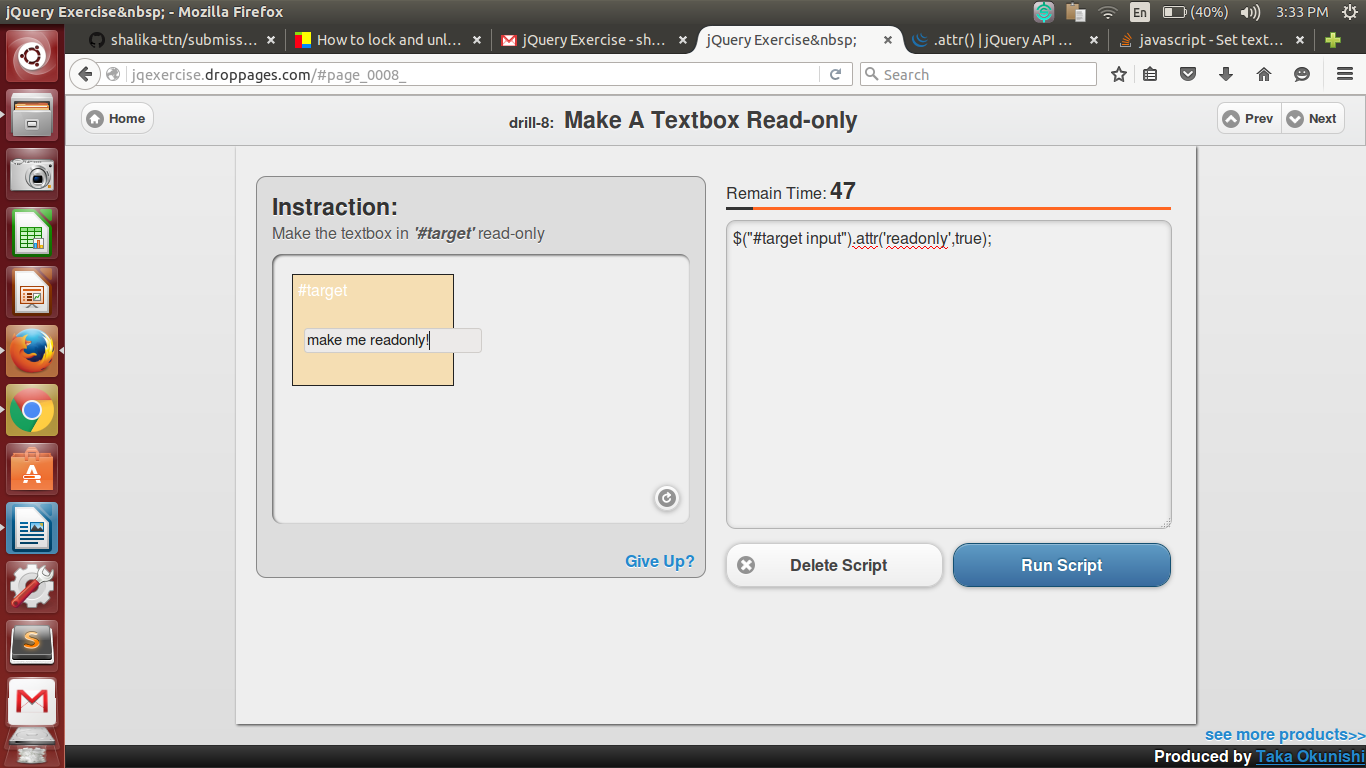 jQuery Exercise&nbsp; - Mozilla Firefox
En
(40%)
3:33 PM
shalika-ttn/submiss... ×
How to lock and unl... ×
jQuery Exercise - sh... ×
jQuery Exercise&nbsp; ×
.attr() | jQuery API ... ×
javascript - Set text... ×
jqexercise.droppages.com/#page_0008_
Search
Home
drill-8: Make A Textbox Read-only
Prev
Next
Instraction:
Make the textbox in '#target' read-only
#target
make me readonly!
Give Up?
Remain Time: 47
$("#target input").attr('readonly',true);
Delete Script
Run Script
see more products>>
Produced by Taka Okunishi